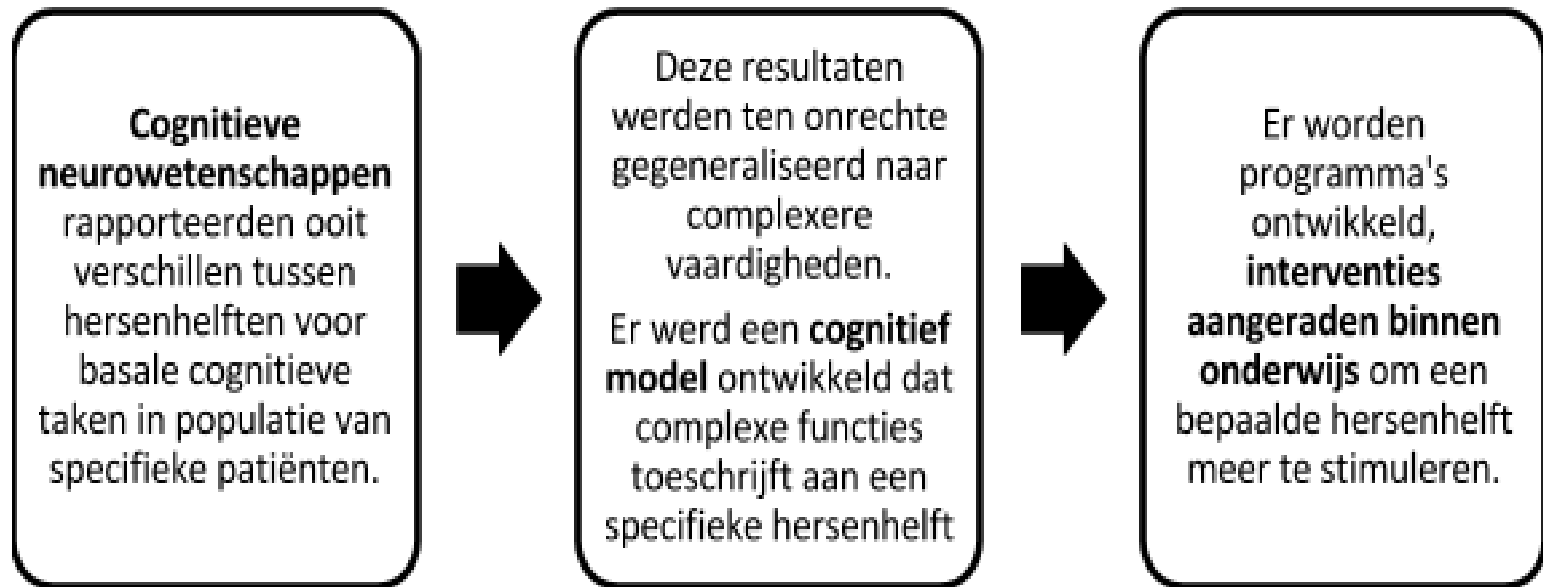 Cognitieve
neurowetenschappen
rapporteerden ooit
verschillen tussen
hersenhelften voor
basale cognitieve
taken in populatie van
specifieke patiënten.
Deze resultaten
werden ten onrechte
gegeneraliseerd naar
complexere
vaardigheden.
Er werd een cognitief
model ontwikkeld dat
complexe functies
toeschrijft aan een
specifieke hersenhelft
Er worden
programma's
ontwikkeld,
interventies
aangeraden binnen
onderwijs om een
bepaalde hersenhelft
meer te stimuleren.